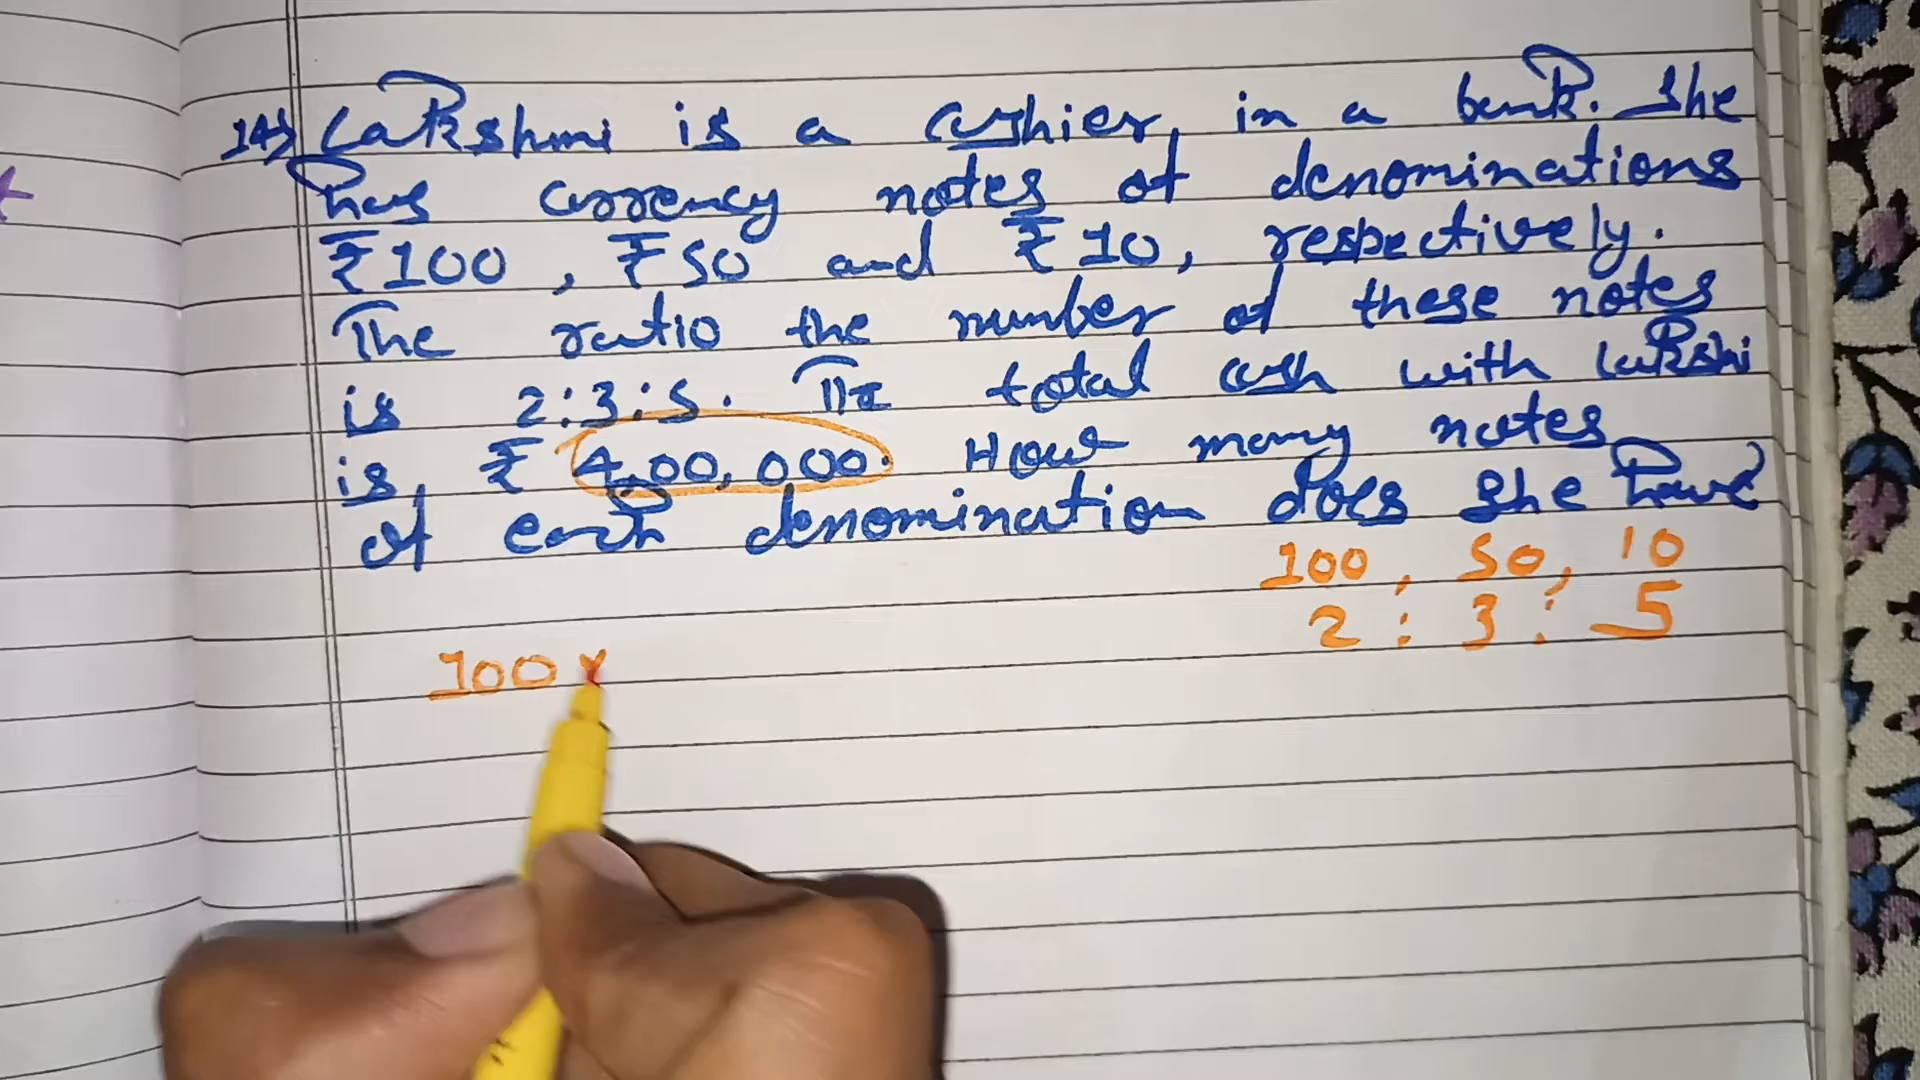 14) Lakshmi is a cashier, in a bank. She
has currency notes of denominations
₹100, ₹50 and ₹10, respectively.
The ratio the number of these notes
is 2:3:5. The total cash with Lakshi
is, ₹ 4,00,000. How many notes
of each denomination does she have
100, 50, 10
2 : 3 : 5
100 ×